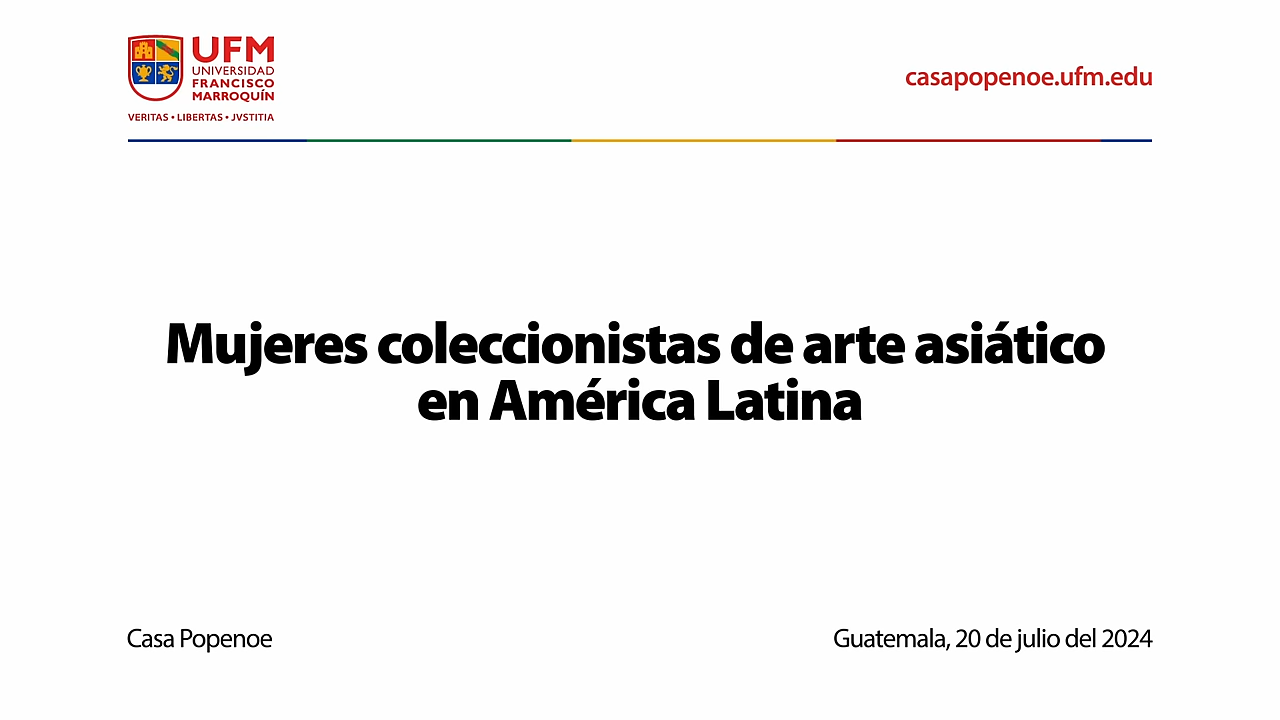 UFM
UNIVERSIDAD
FRANCISCO
MARROQUÍN
VERITAS • LIBERTAS • JVSTITIA
casapopenoe.ufm.edu
Mujeres coleccionistas de arte asiático
en América Latina
Casa Popenoe
Guatemala, 20 de julio del 2024